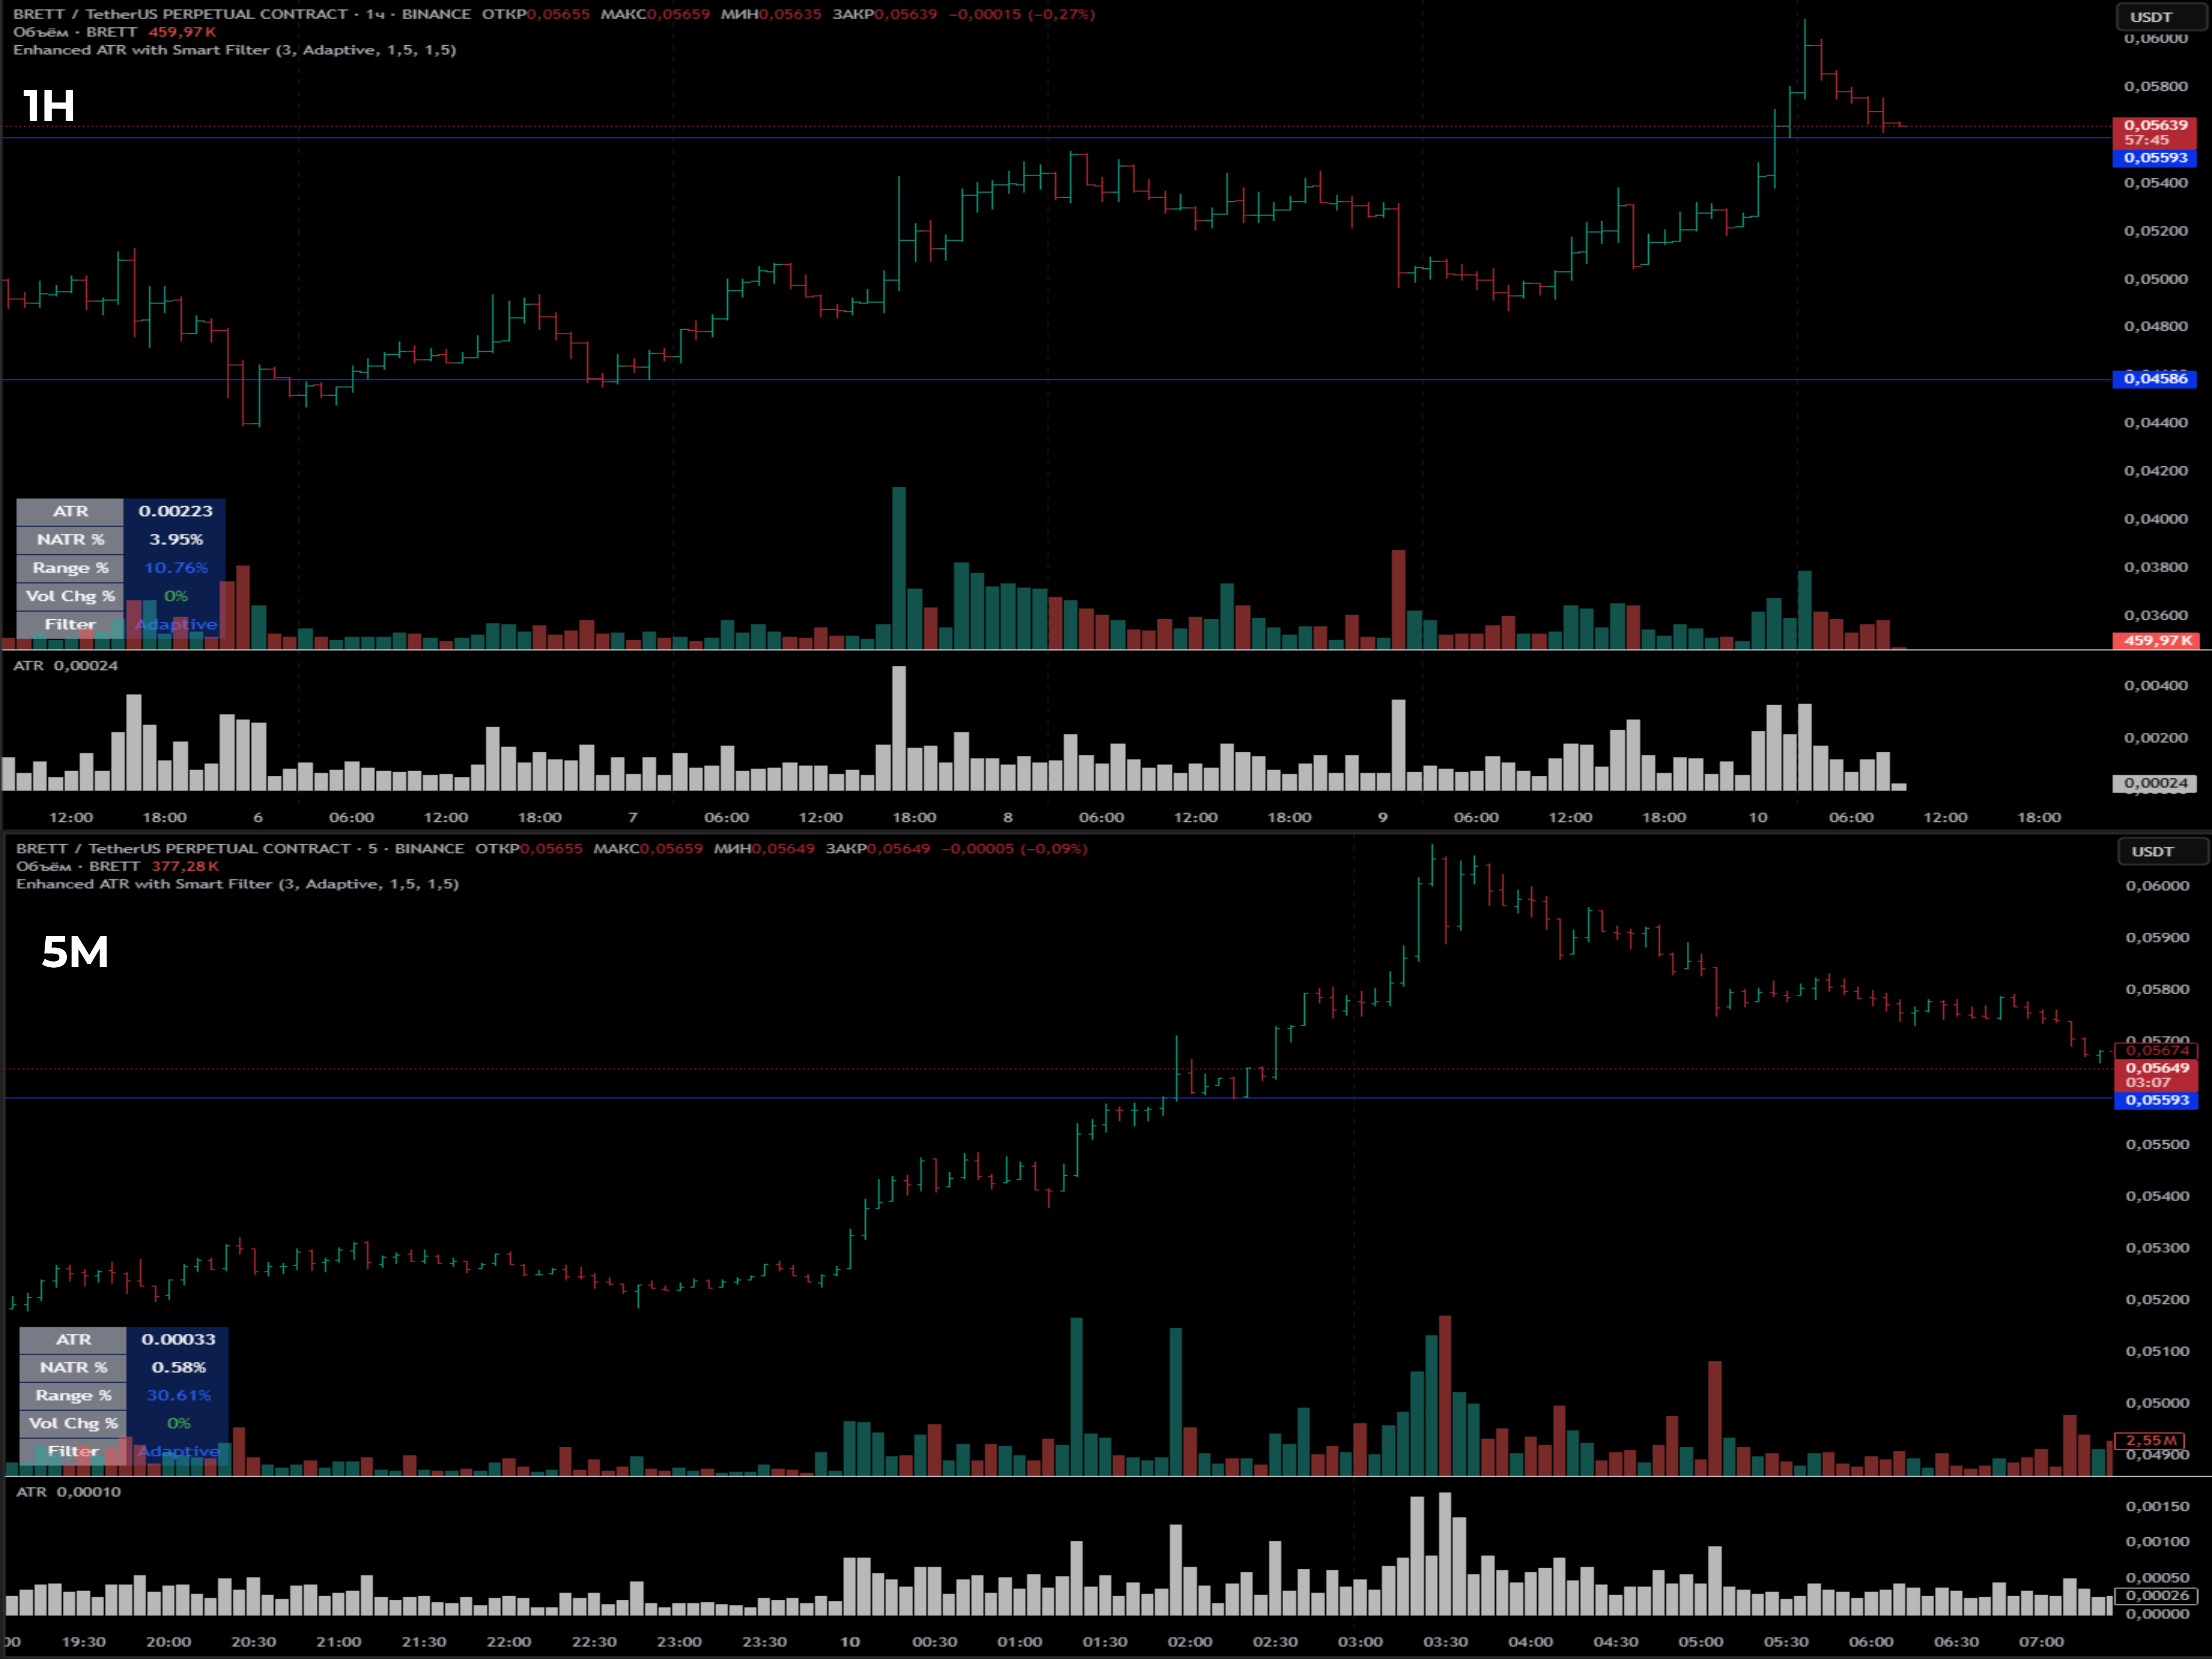 BRETT / TetherUS PERPETUAL CONTRACT · 1ч · BINANCE ОТКР0,05655 МАКС0,05659 МИН0,05635 ЗАКР0,05639 −0,00015 (−0,27%)
Объём · BRETT 459,97 K
Enhanced ATR with Smart Filter (3, Adaptive, 1,5, 1,5)
1H
USDT
0,06000
0,05800
0,05639
57:45
0,05593
0,05400
0,05200
0,05000
0,04800
0,04586
0,04400
0,04200
0,04000
0,03800
0,03600
459,97 K
ATR 0.00223
NATR % 3.95%
Range % 10.76%
Vol Chg % 0%
Filter Adaptive
ATR 0,00024
0,00400
0,00200
0,00024
12:00 18:00 6 06:00 12:00 18:00 7 06:00 12:00 18:00 8 06:00 12:00 18:00 9 06:00 12:00 18:00 10 06:00 12:00 18:00
BRETT / TetherUS PERPETUAL CONTRACT · 5 · BINANCE ОТКР0,05655 МАКС0,05659 МИН0,05649 ЗАКР0,05649 −0,00005 (−0,09%)
Объём · BRETT 377,28 K
Enhanced ATR with Smart Filter (3, Adaptive, 1,5, 1,5)
5M
USDT
0,06000
0,05900
0,05800
0,05700
0,05674
0,05649
03:07
0,05593
0,05500
0,05400
0,05300
0,05200
0,05100
0,05000
2,55 M
0,04900
ATR 0.00033
NATR % 0.58%
Range % 30.61%
Vol Chg % 0%
Filter Adaptive
ATR 0,00010
0,00150
0,00100
0,00050
0,00026
0,00000
00 19:30 20:00 20:30 21:00 21:30 22:00 22:30 23:00 23:30 10 00:30 01:00 01:30 02:00 02:30 03:00 03:30 04:00 04:30 05:00 05:30 06:00 06:30 07:00